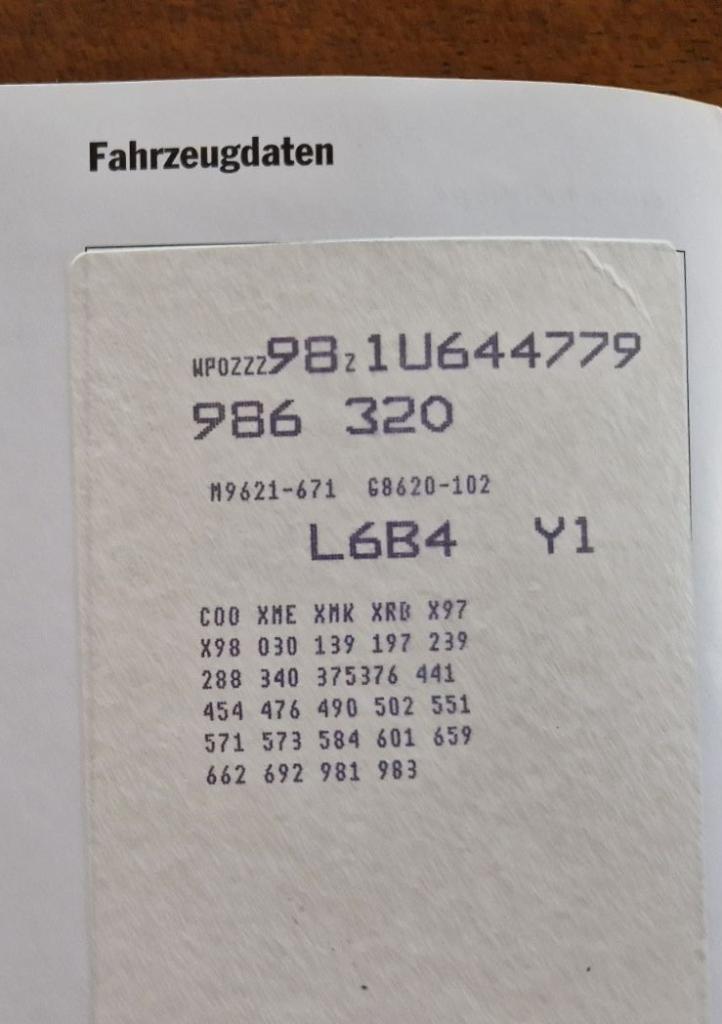 Fahrzeugdaten
WP0ZZZ98Z1U644779
986 320
M9621-671 G8620-102
L6B4 Y1
C00 XME XMK XRB X97
X98 030 139 197 239
288 340 375376 441
454 476 490 502 551
571 573 584 601 659
662 692 981 983